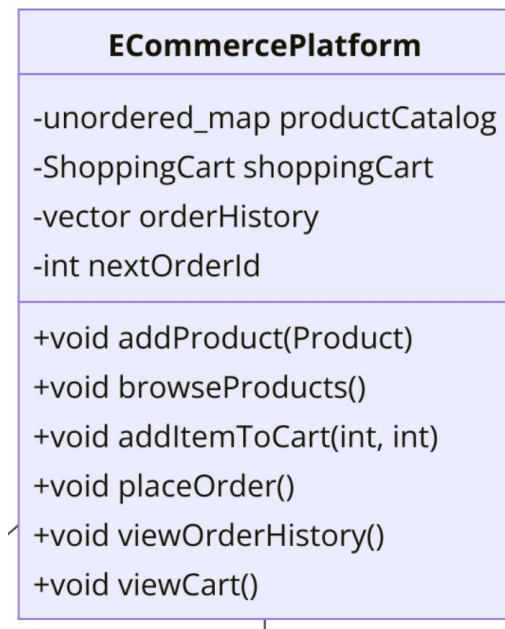 ECommercePlatform
-unordered_map productCatalog
-ShoppingCart shoppingCart
-vector orderHistory
-int nextOrderId
+void addProduct(Product)
+void browseProducts()
+void addItemToCart(int, int)
+void placeOrder()
+void viewOrderHistory()
+void viewCart()